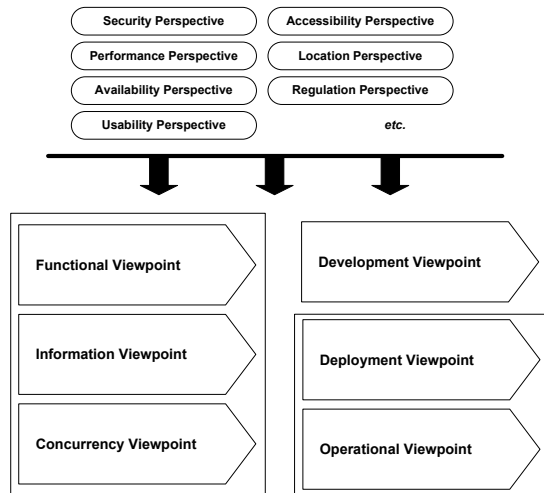 Security Perspective
Accessibility Perspective
Performance Perspective
Location Perspective
Availability Perspective
Regulation Perspective
Usability Perspective
etc.
Functional Viewpoint
Development Viewpoint
Information Viewpoint
Deployment Viewpoint
Concurrency Viewpoint
Operational Viewpoint